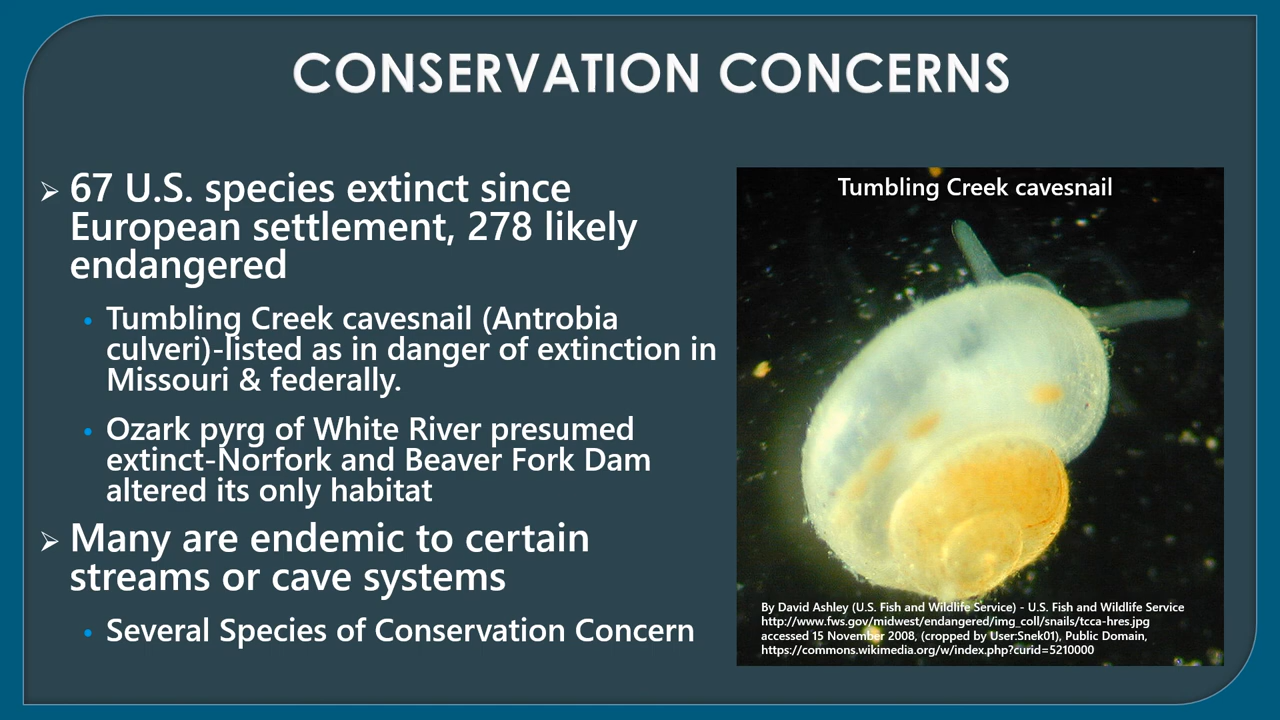 CONSERVATION CONCERNS
67 U.S. species extinct since
European settlement, 278 likely
endangered
Tumbling Creek cavesnail (Antrobia
culveri)-listed as in danger of extinction in
Missouri & federally.
Ozark pyrg of White River presumed
extinct-Norfork and Beaver Fork Dam
altered its only habitat
Many are endemic to certain
streams or cave systems
Several Species of Conservation Concern
Tumbling Creek cavesnail
By David Ashley (U.S. Fish and Wildlife Service) - U.S. Fish and Wildlife Service
http://www.fws.gov/midwest/endangered/img_coll/snails/tcca-hres.jpg
accessed 15 November 2008, (cropped by User:Snek01), Public Domain,
https://commons.wikimedia.org/w/index.php?curid=5210000